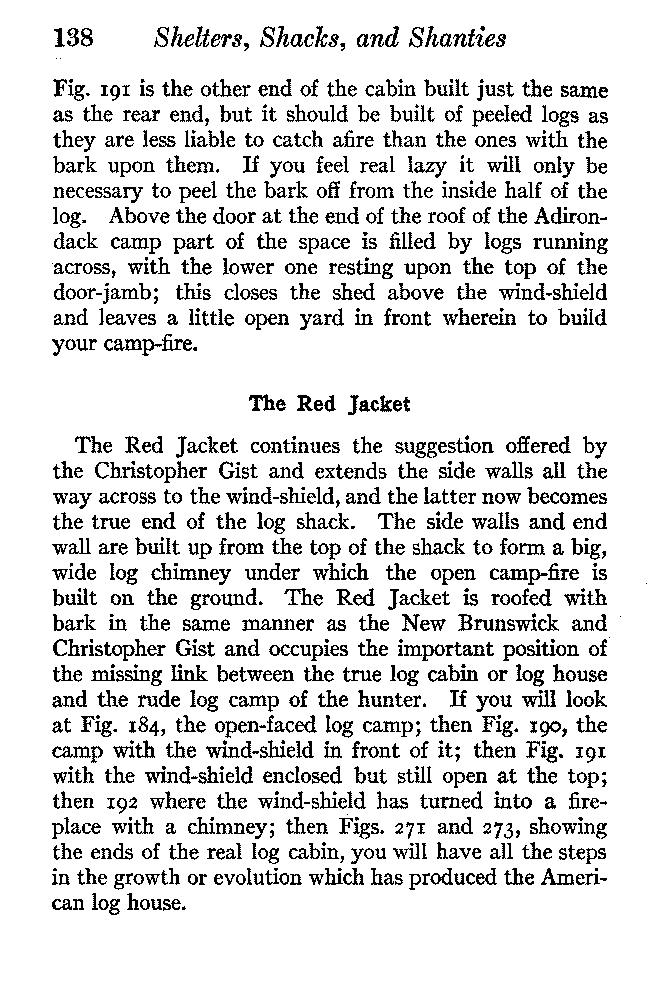 138 Shelters, Shacks, and Shanties
Fig. 191 is the other end of the cabin built just the same
as the rear end, but it should be built of peeled logs as
they are less liable to catch afire than the ones with the
bark upon them. If you feel real lazy it will only be
necessary to peel the bark off from the inside half of the
log. Above the door at the end of the roof of the Adiron-
dack camp part of the space is filled by logs running
across, with the lower one resting upon the top of the
door-jamb; this closes the shed above the wind-shield
and leaves a little open yard in front wherein to build
your camp-fire.
The Red Jacket
The Red Jacket continues the suggestion offered by
the Christopher Gist and extends the side walls all the
way across to the wind-shield, and the latter now becomes
the true end of the log shack. The side walls and end
wall are built up from the top of the shack to form a big,
wide log chimney under which the open camp-fire is
built on the ground. The Red Jacket is roofed with
bark in the same manner as the New Brunswick and
Christopher Gist and occupies the important position of
the missing link between the true log cabin or log house
and the rude log camp of the hunter. If you will look
at Fig. 184, the open-faced log camp; then Fig. 190, the
camp with the wind-shield in front of it; then Fig. 191
with the wind-shield enclosed but still open at the top;
then 192 where the wind-shield has turned into a fire-
place with a chimney; then Figs. 271 and 273, showing
the ends of the real log cabin, you will have all the steps
in the growth or evolution which has produced the Ameri-
can log house.